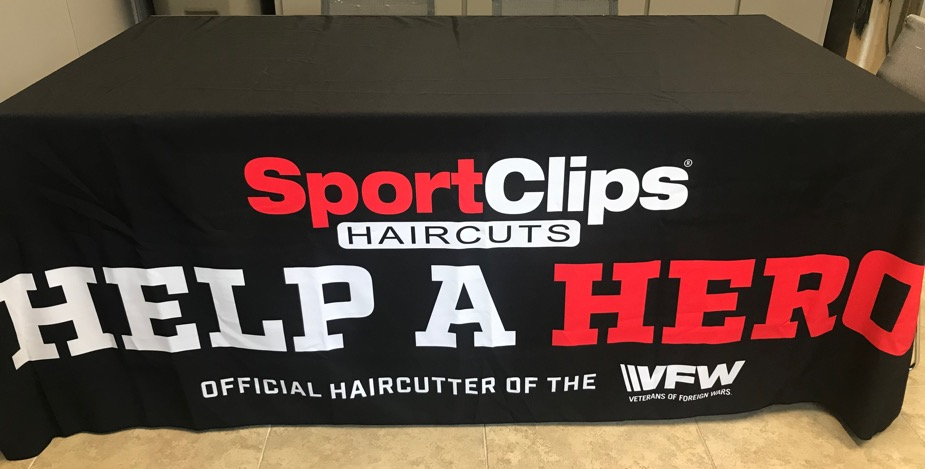 SportClips®
HAIRCUTS
HELP A HERO
OFFICIAL HAIRCUTTER OF THE VFW
VETERANS OF FOREIGN WARS.